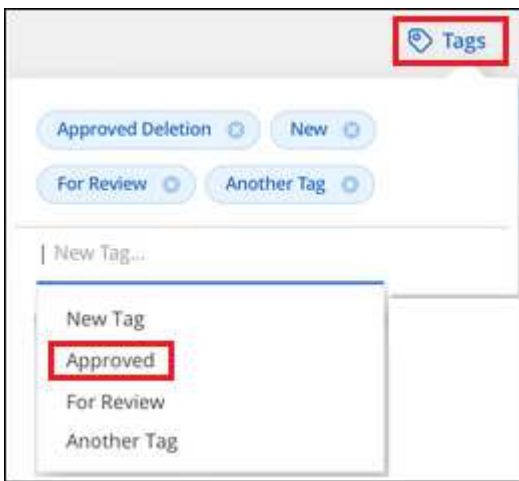 Tags
Approved Deletion New
For Review Another Tag
New Tag...
New Tag
Approved
For Review
Another Tag